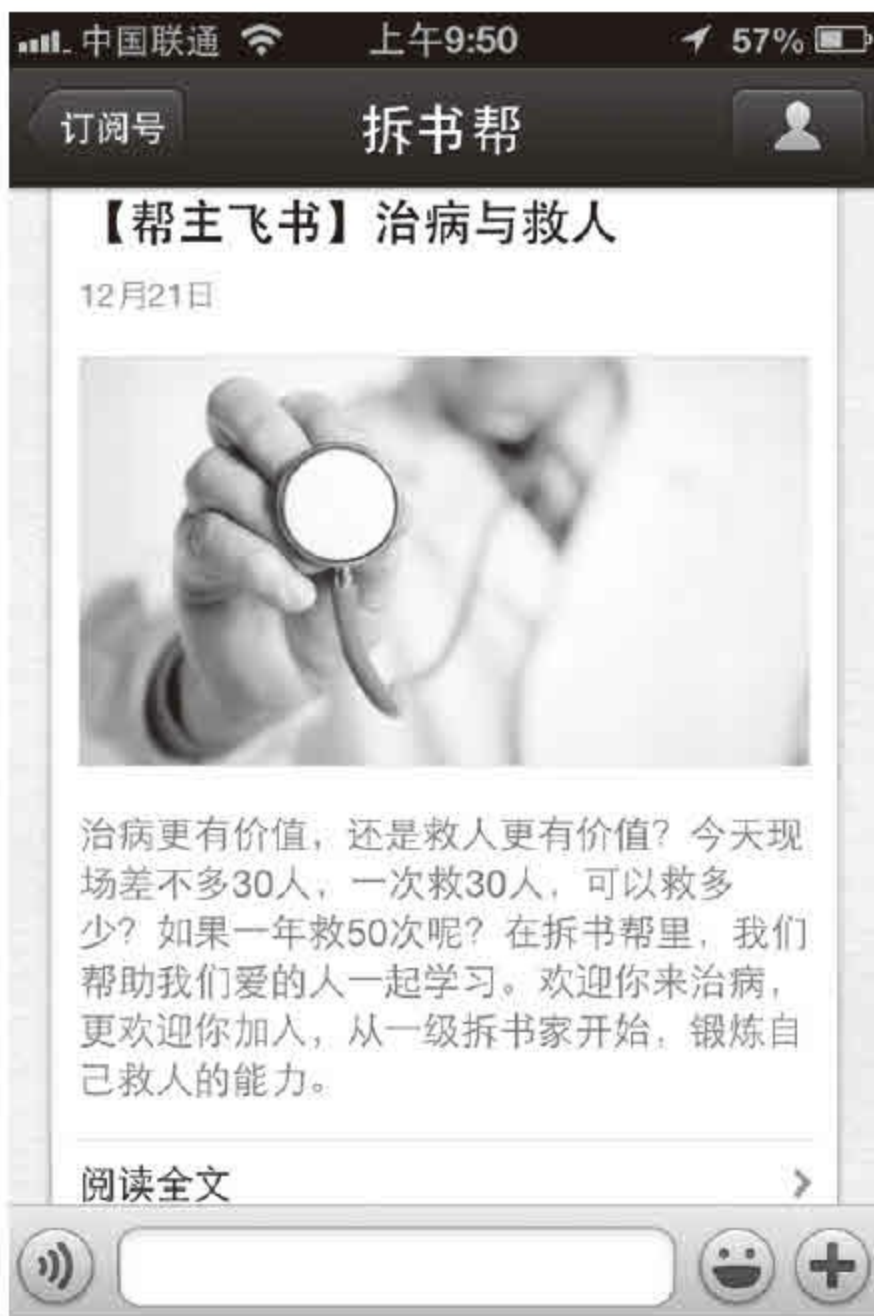 中国联通 上午9:50 57%
订阅号 拆书帮
【帮主飞书】治病与救人
12月21日
治病更有价值，还是救人更有价值？今天现
场差不多30人，一次救30人，可以救多
少？如果一年救50次呢？在拆书帮里，我们
帮助我们爱的人一起学习。欢迎你来治病，
更欢迎你加入，从一级拆书家开始，锻炼自
己救人的能力。
阅读全文